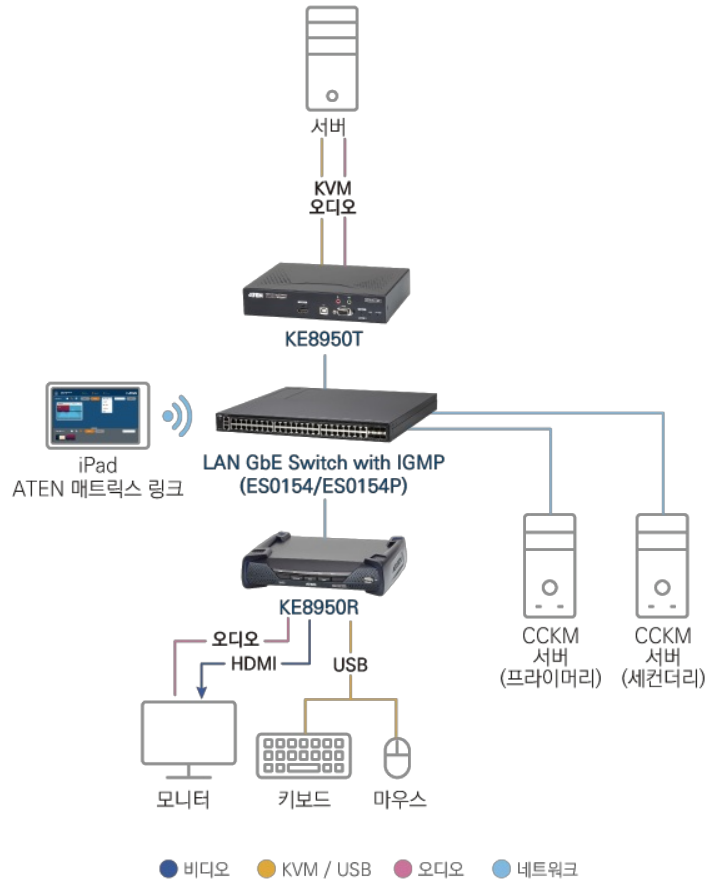 서버
KVM
오디오
ATEN
KE8950T
iPad
ATEN 매트릭스 링크
LAN GbE Switch with IGMP
(ES0154/ES0154P)
KE8950R
오디오
HDMI
USB
CCKM
서버
(프라이머리)
CCKM
서버
(세컨더리)
모니터
키보드
마우스
비디오
KVM / USB
오디오
네트워크